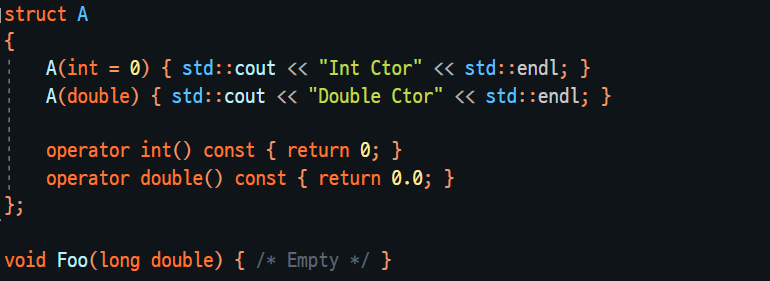 struct A
{
    A(int = 0) { std::cout << "Int Ctor" << std::endl; }
    A(double) { std::cout << "Double Ctor" << std::endl; }

    operator int() const { return 0; }
    operator double() const { return 0.0; }
};

void Foo(long double) { /* Empty */ }